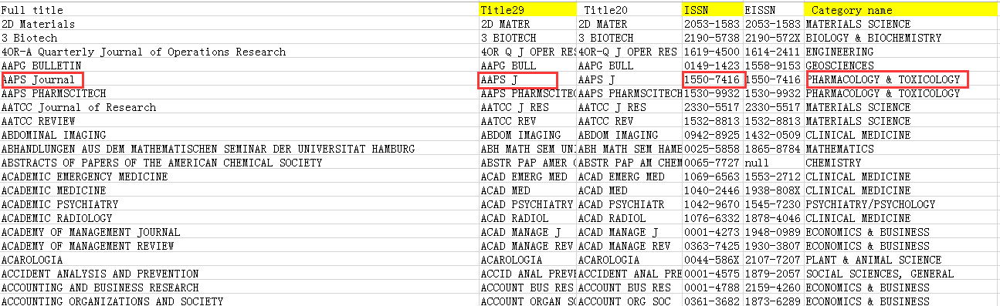 Full title Title29 Title20 ISSN EISSN Category name
2D Materials 2D MATER 2D MATER 2053-1583 2053-1583 MATERIALS SCIENCE
3 Biotech 3 BIOTECH 3 BIOTECH 2190-5738 2190-572X BIOLOGY & BIOCHEMISTRY
4OR-A Quarterly Journal of Operations Research 4OR Q J OPER RES 4OR-Q J OPER RES 1619-4500 1614-2411 ENGINEERING
AAPG BULLETIN AAPG BULL AAPG BULL 0149-1423 1558-9153 GEOSCIENCES
AAPS Journal AAPS J AAPS J 1550-7416 1550-7416 PHARMACOLOGY & TOXICOLOGY
AAPS PHARMSCITECH AAPS PHARMSCITEC AAPS PHARMSCITECH 1530-9932 1530-9932 PHARMACOLOGY & TOXICOLOGY
AATCC Journal of Research AATCC J RES AATCC J RES 2330-5517 2330-5517 MATERIALS SCIENCE
AATCC REVIEW AATCC REV AATCC REV 1532-8813 1532-8813 MATERIALS SCIENCE
ABDOMINAL IMAGING ABDOM IMAGING ABDOM IMAGING 0942-8925 1432-0509 CLINICAL MEDICINE
ABHANDLUNGEN AUS DEM MATHEMATISCHEN SEMINAR DER UNIVERSITAT HAMBURG ABH MATH SEM UNI ABH MATH SEM HAMB 0025-5858 1865-8784 MATHEMATICS
ABSTRACTS OF PAPERS OF THE AMERICAN CHEMICAL SOCIETY ABSTR PAP AMER ABSTR PAP AM CHEM 0065-7727 null CHEMISTRY
ACADEMIC EMERGENCY MEDICINE ACAD EMERG MED ACAD EMERG MED 1069-6563 1553-2712 CLINICAL MEDICINE
ACADEMIC MEDICINE ACAD MED ACAD MED 1040-2446 1938-808X CLINICAL MEDICINE
ACADEMIC PSYCHIATRY ACAD PSYCHIATRY ACAD PSYCHIATR 1042-9670 1545-7230 PSYCHIATRY/PSYCHOLOGY
ACADEMIC RADIOLOGY ACAD RADIOL ACAD RADIOL 1076-6332 1878-4046 CLINICAL MEDICINE
ACADEMY OF MANAGEMENT JOURNAL ACAD MANAGE J ACAD MANAGE J 0001-4273 1948-0989 ECONOMICS & BUSINESS
ACADEMY OF MANAGEMENT REVIEW ACAD MANAGE REV ACAD MANAGE REV 0363-7425 1930-3807 ECONOMICS & BUSINESS
ACAROLOGIA ACAROLOGIA ACAROLOGIA 0044-586X 2107-7207 PLANT & ANIMAL SCIENCE
ACCIDENT ANALYSIS AND PREVENTION ACCID ANAL PREV ACCIDENT ANAL PRE 0001-4575 1879-2057 SOCIAL SCIENCES, GENERAL
ACCOUNTING AND BUSINESS RESEARCH ACCOUNT BUS RES ACCOUNT BUS RES 0001-4788 2159-4260 ECONOMICS & BUSINESS
ACCOUNTING ORGANIZATIONS AND SOCIETY ACCOUNT ORGAN SO ACCOUNT ORG SOC 0361-3682 1873-6289 ECONOMICS & BUSINESS